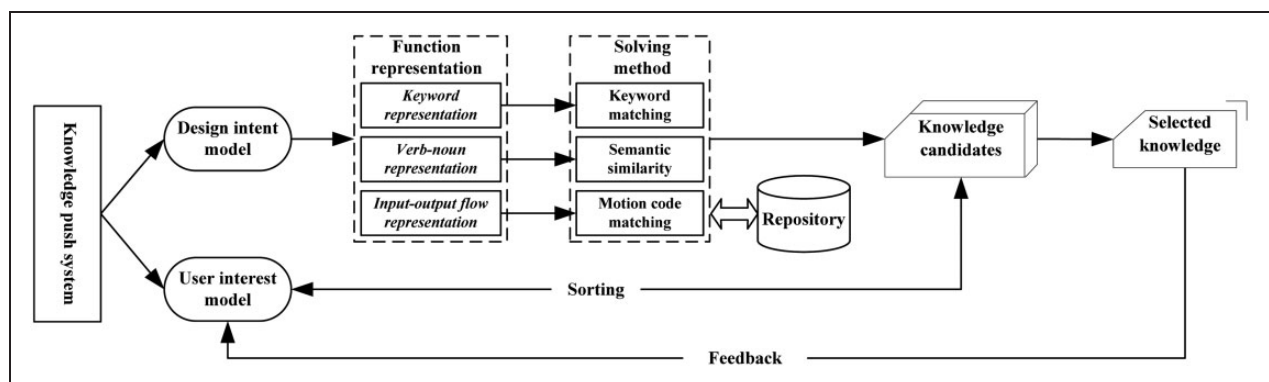 Knowledge push system
Design intent
model
User interest
model
Function
representation
Keyword
representation
Verb-noun
representation
Input-output flow
representation
Solving
method
Keyword
matching
Semantic
similarity
Motion code
matching
Repository
Knowledge
candidates
Selected
knowledge
Sorting
Feedback